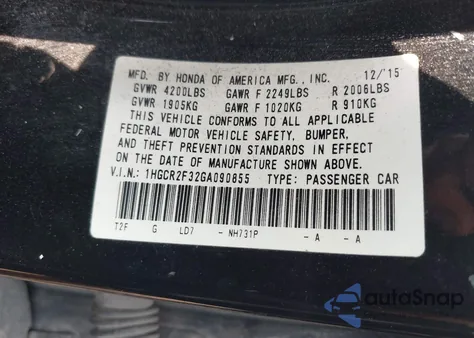 MFD. BY HONDA OF AMERICA MFG., INC. 12/15
GVWR 4200LBS GAWR F 2249LBS R 2006LBS
GVWR 1905KG GAWR F 1020KG R 910KG
THIS VEHICLE CONFORMS TO ALL APPLICABLE
FEDERAL MOTOR VEHICLE SAFETY, BUMPER,
AND THEFT PREVENTION STANDARDS IN EFFECT
ON THE DATE OF MANUFACTURE SHOWN ABOVE.
V.I.N.: 1HGCR2F32GA090855 TYPE: PASSENGER CAR
T2F G LD7 - NH731P - A - A
autoSnap